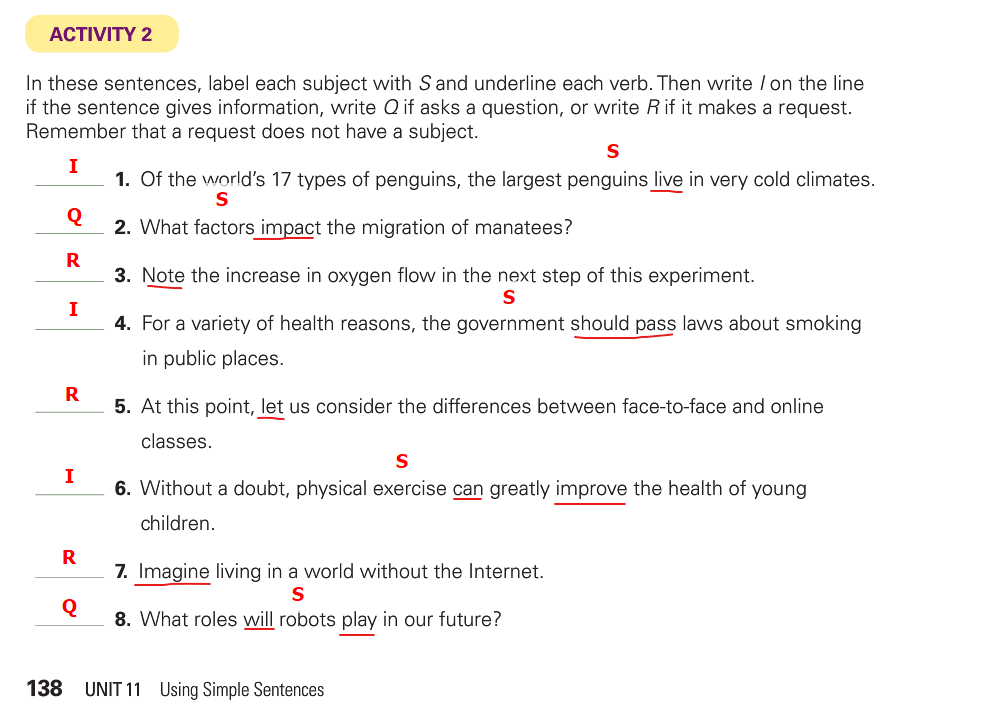 ACTIVITY 2
In these sentences, label each subject with S and underline each verb. Then write I on the line
if the sentence gives information, write Q if asks a question, or write R if it makes a request.
Remember that a request does not have a subject.
S
I 1. Of the world's 17 types of penguins, the largest penguins live in very cold climates.
S
Q 2. What factors impact the migration of manatees?
R 3. Note the increase in oxygen flow in the next step of this experiment.
S
I 4. For a variety of health reasons, the government should pass laws about smoking
in public places.
R 5. At this point, let us consider the differences between face-to-face and online
classes.
S
I 6. Without a doubt, physical exercise can greatly improve the health of young
children.
R 7. Imagine living in a world without the Internet.
S
Q 8. What roles will robots play in our future?
138 UNIT 11 Using Simple Sentences